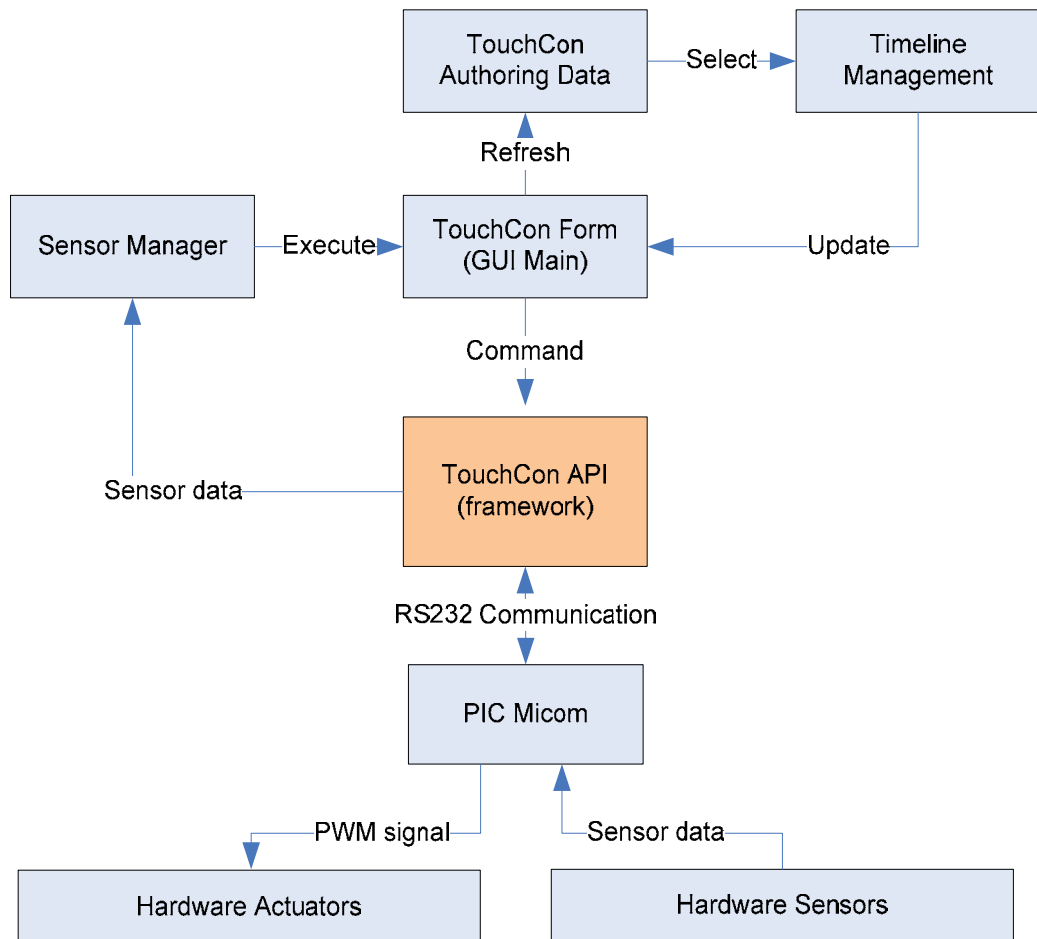 TouchCon
Authoring Data
Select
Timeline
Management
Refresh
Sensor Manager
Execute
TouchCon Form
(GUI Main)
Update
Command
TouchCon API
(framework)
Sensor data
RS232 Communication
PIC Micom
PWM signal
Sensor data
Hardware Actuators
Hardware Sensors